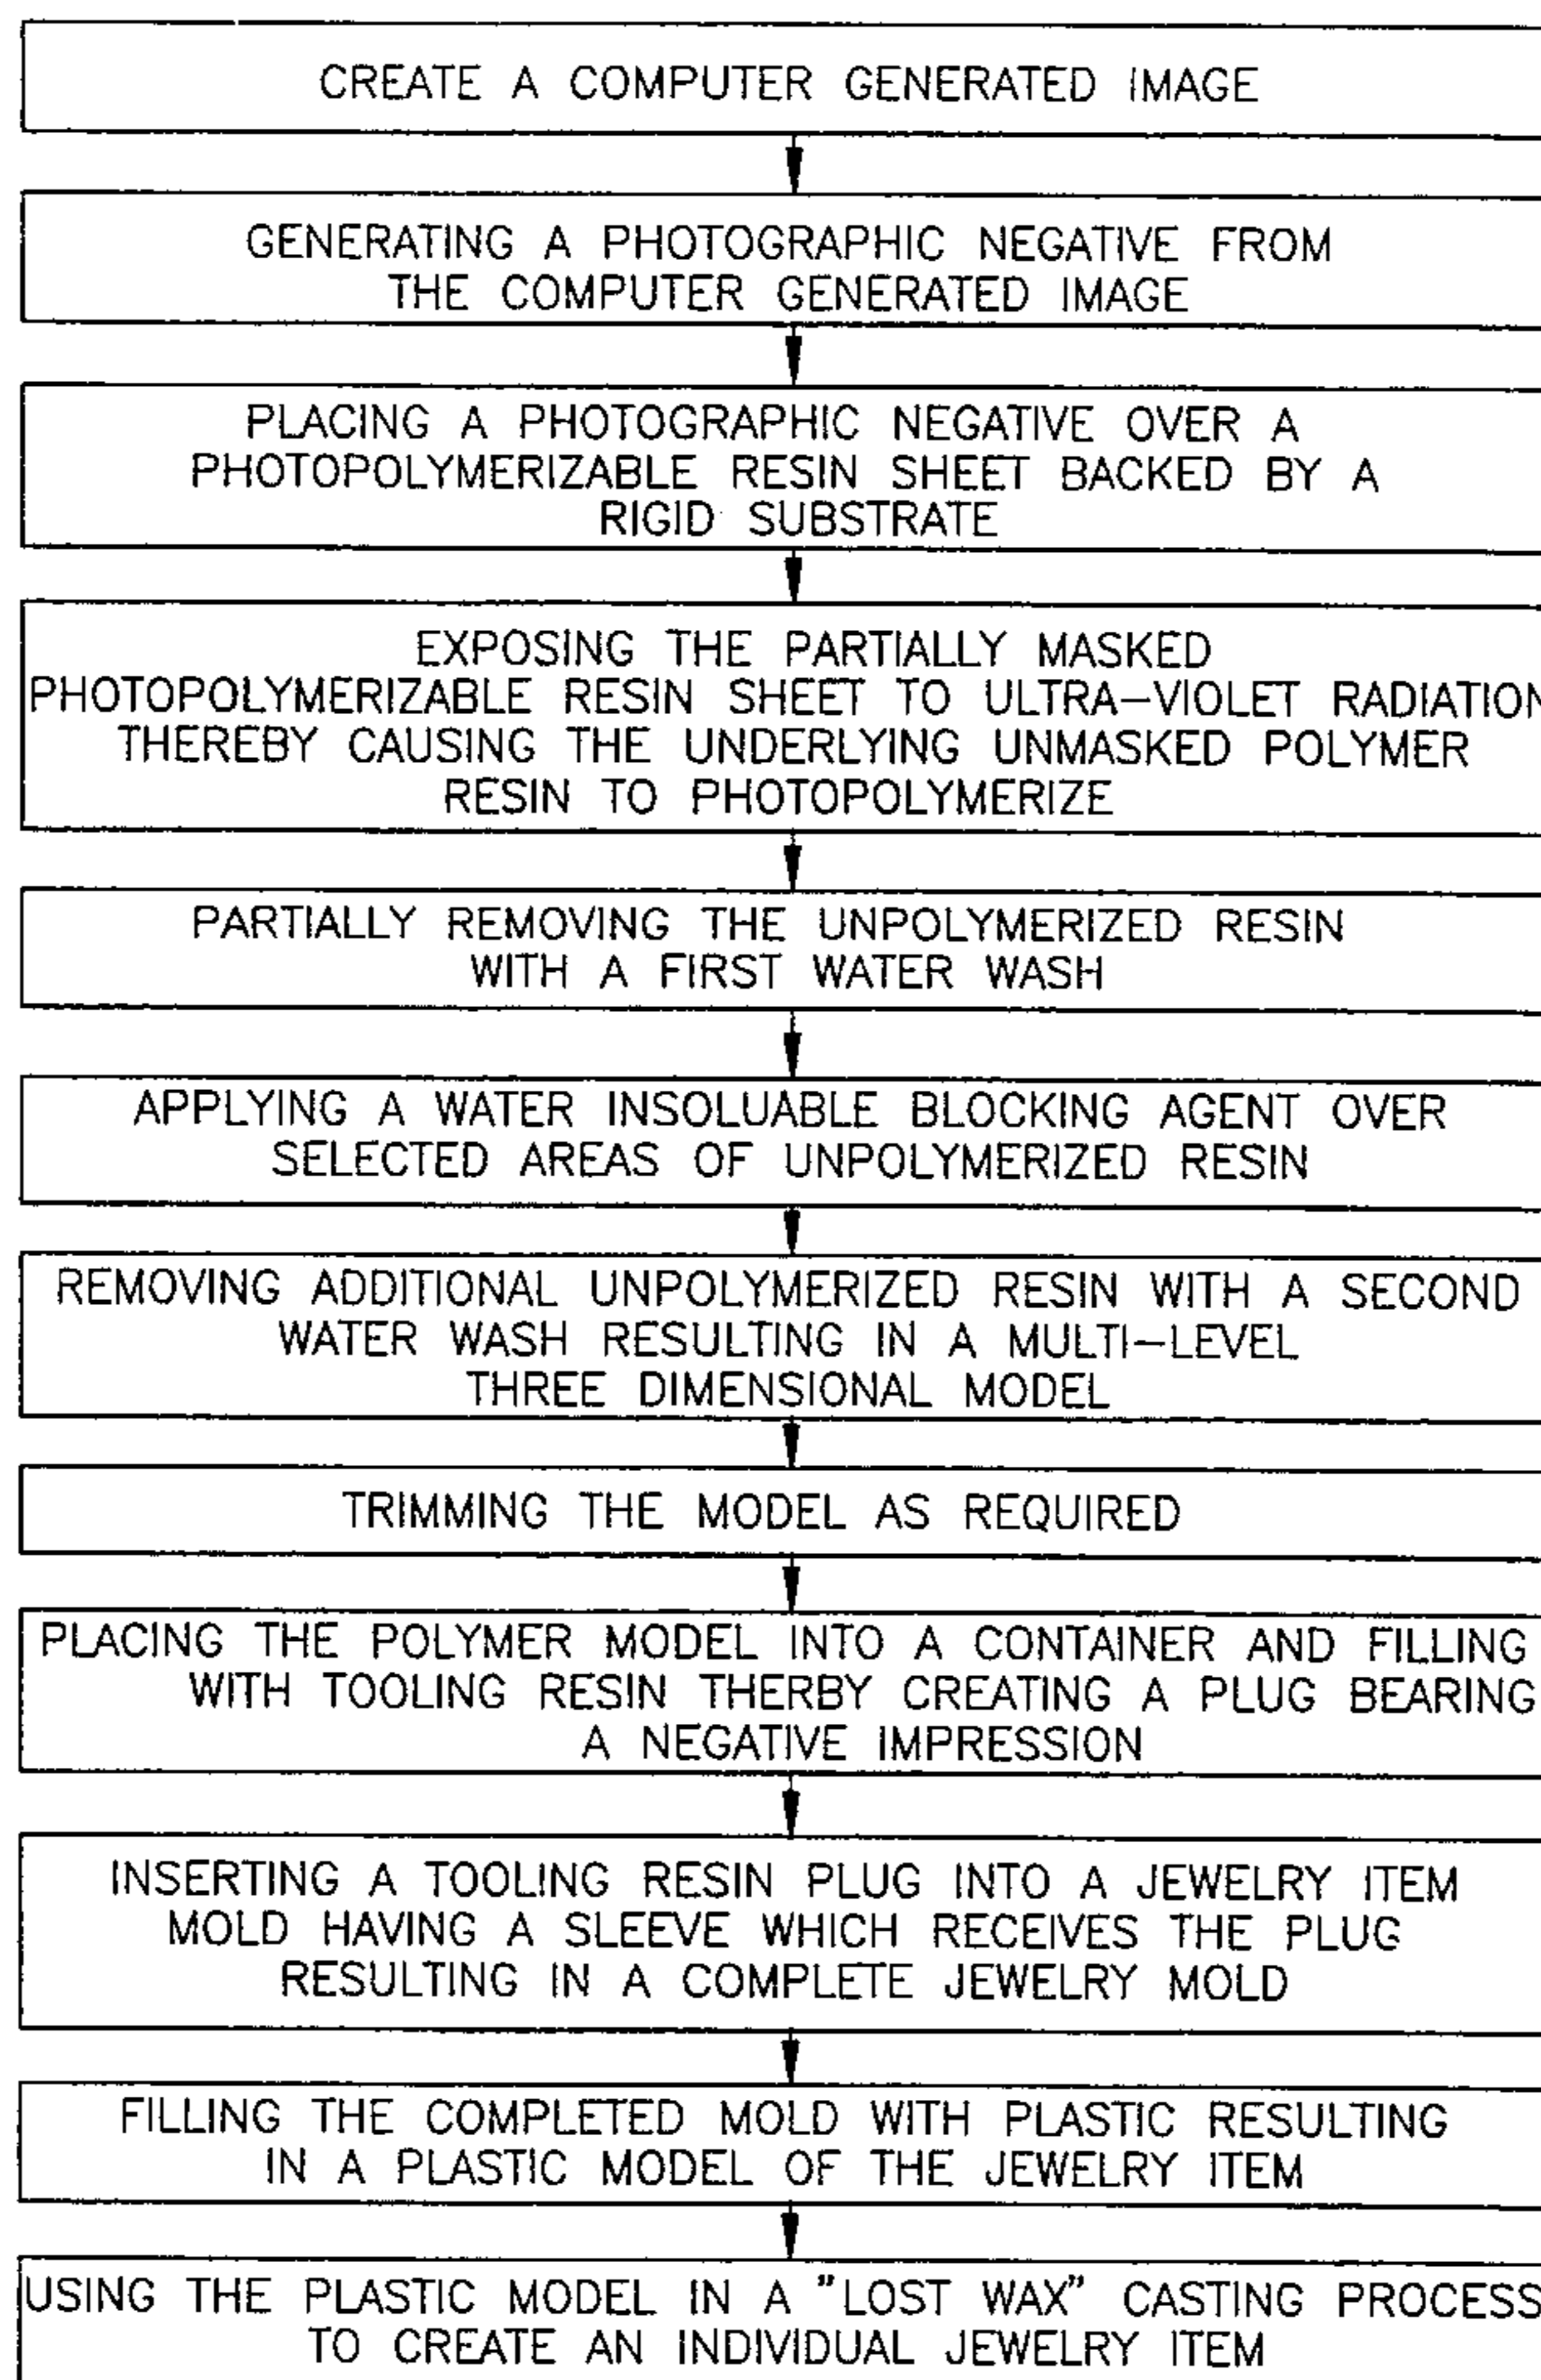 CREATE A COMPUTER GENERATED IMAGE
GENERATING A PHOTOGRAPHIC NEGATIVE FROM
THE COMPUTER GENERATED IMAGE
PLACING A PHOTOGRAPHIC NEGATIVE OVER A
PHOTOPOLYMERIZABLE RESIN SHEET BACKED BY A
RIGID SUBSTRATE
EXPOSING THE PARTIALLY MASKED
PHOTOPOLYMERIZABLE RESIN SHEET TO ULTRA-VIOLET RADIATION
THEREBY CAUSING THE UNDERLYING UNMASKED POLYMER
RESIN TO PHOTOPOLYMERIZE
PARTIALLY REMOVING THE UNPOLYMERIZED RESIN
WITH A FIRST WATER WASH
APPLYING A WATER INSOLUABLE BLOCKING AGENT OVER
SELECTED AREAS OF UNPOLYMERIZED RESIN
REMOVING ADDITIONAL UNPOLYMERIZED RESIN WITH A SECOND
WATER WASH RESULTING IN A MULTI-LEVEL
THREE DIMENSIONAL MODEL
TRIMMING THE MODEL AS REQUIRED
PLACING THE POLYMER MODEL INTO A CONTAINER AND FILLING
WITH TOOLING RESIN THERBY CREATING A PLUG BEARING
A NEGATIVE IMPRESSION
INSERTING A TOOLING RESIN PLUG INTO A JEWELRY ITEM
MOLD HAVING A SLEEVE WHICH RECEIVES THE PLUG
RESULTING IN A COMPLETE JEWELRY MOLD
FILLING THE COMPLETED MOLD WITH PLASTIC RESULTING
IN A PLASTIC MODEL OF THE JEWELRY ITEM
USING THE PLASTIC MODEL IN A "LOST WAX" CASTING PROCESS
TO CREATE AN INDIVIDUAL JEWELRY ITEM